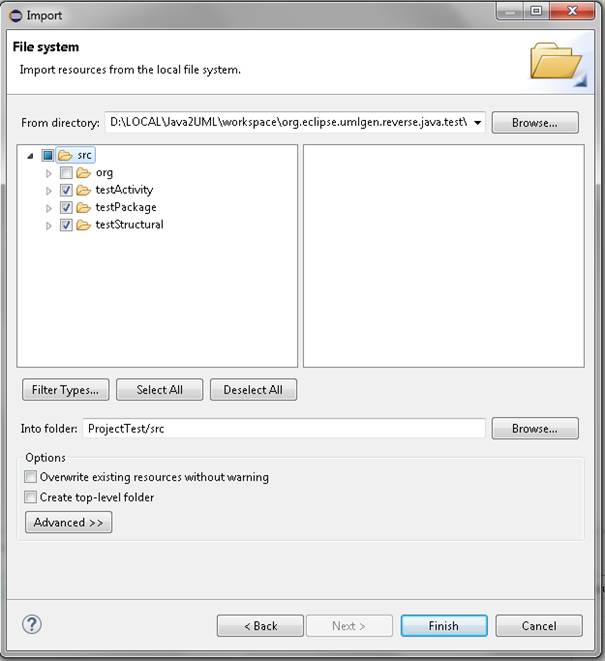 Import
File system
Import resources from the local file system.
From directory: D:\LOCAL\Java2UML\workspace\org.eclipse.umlgen.reverse.java.test\ Browse...
src
org
testActivity
testPackage
testStructural
Filter Types... Select All Deselect All
Into folder: ProjectTest/src Browse...
Options
Overwrite existing resources without warning
Create top-level folder
Advanced >>
? < Back Next > Finish Cancel